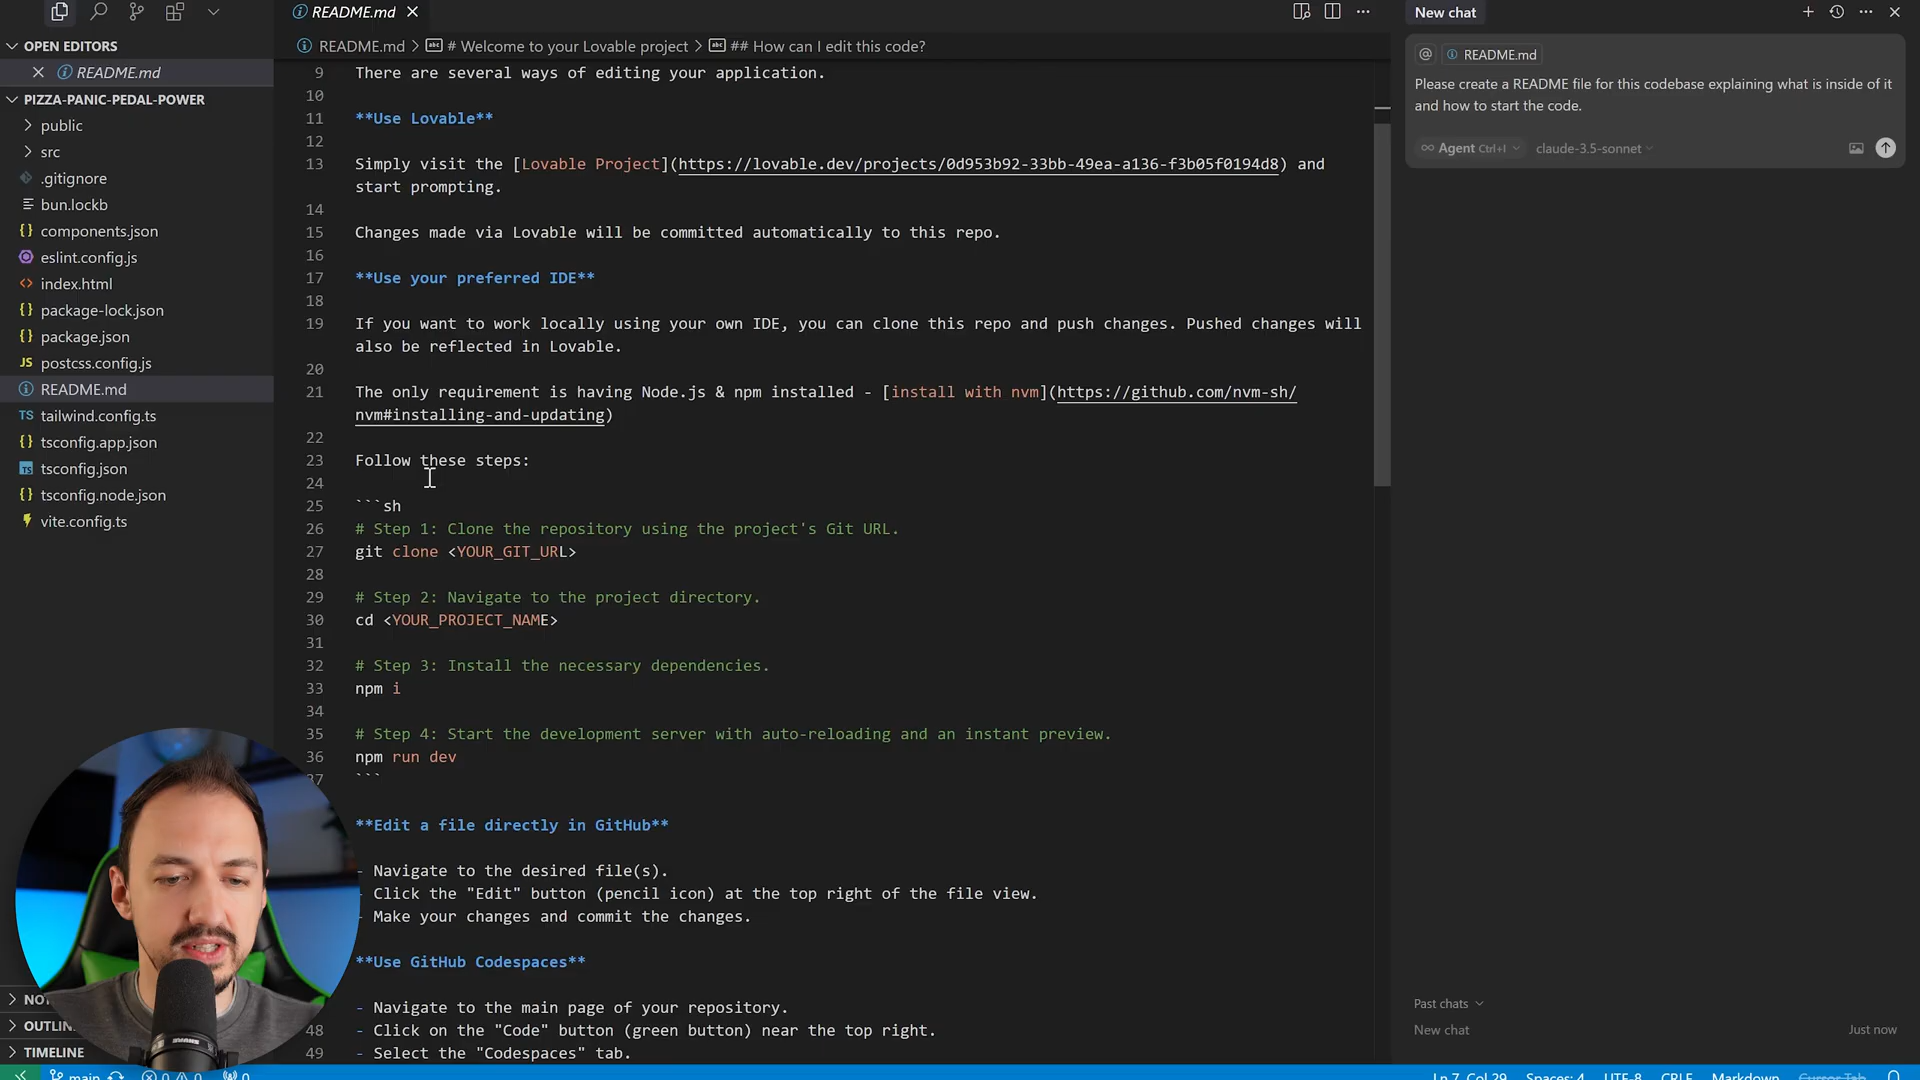 README.md
New chat
OPEN EDITORS
README.md
PIZZA-PANIC-PEDAL-POWER
public
src
.gitignore
bun.lockb
components.json
eslint.config.js
index.html
package-lock.json
package.json
postcss.config.js
README.md
tailwind.config.ts
tsconfig.app.json
tsconfig.json
tsconfig.node.json
vite.config.ts
OUTLIN
TIMELINE
README.md > # Welcome to your Lovable project > ## How can I edit this code?
9 There are several ways of editing your application.
10
11 **Use Lovable**
12
13 Simply visit the [Lovable Project](https://lovable.dev/projects/0d953b92-33bb-49ea-a136-f3b05f0194d8) and
start prompting.
14
15 Changes made via Lovable will be committed automatically to this repo.
16
17 **Use your preferred IDE**
18
19 If you want to work locally using your own IDE, you can clone this repo and push changes. Pushed changes will
also be reflected in Lovable.
20
21 The only requirement is having Node.js & npm installed - [install with nvm](https://github.com/nvm-sh/
nvm#installing-and-updating)
22
23 Follow these steps:
24
25 ```sh
26 # Step 1: Clone the repository using the project's Git URL.
27 git clone <YOUR_GIT_URL>
28
29 # Step 2: Navigate to the project directory.
30 cd <YOUR_PROJECT_NAME>
31
32 # Step 3: Install the necessary dependencies.
33 npm i
34
35 # Step 4: Start the development server with auto-reloading and an instant preview.
36 npm run dev
37 ```
**Edit a file directly in GitHub**
- Navigate to the desired file(s).
- Click the "Edit" button (pencil icon) at the top right of the file view.
- Make your changes and commit the changes.
**Use GitHub Codespaces**
- Navigate to the main page of your repository.
48 - Click on the "Code" button (green button) near the top right.
49 - Select the "Codespaces" tab.
@ README.md
Please create a README file for this codebase explaining what is inside of it
and how to start the code.
Agent Ctrl+I claude-3.5-sonnet
Past chats
New chat Just now
main 0 0 0 Ln 7, Col 29 Spaces: 4 UTF-8 CRLF Markdown Cursor Tab